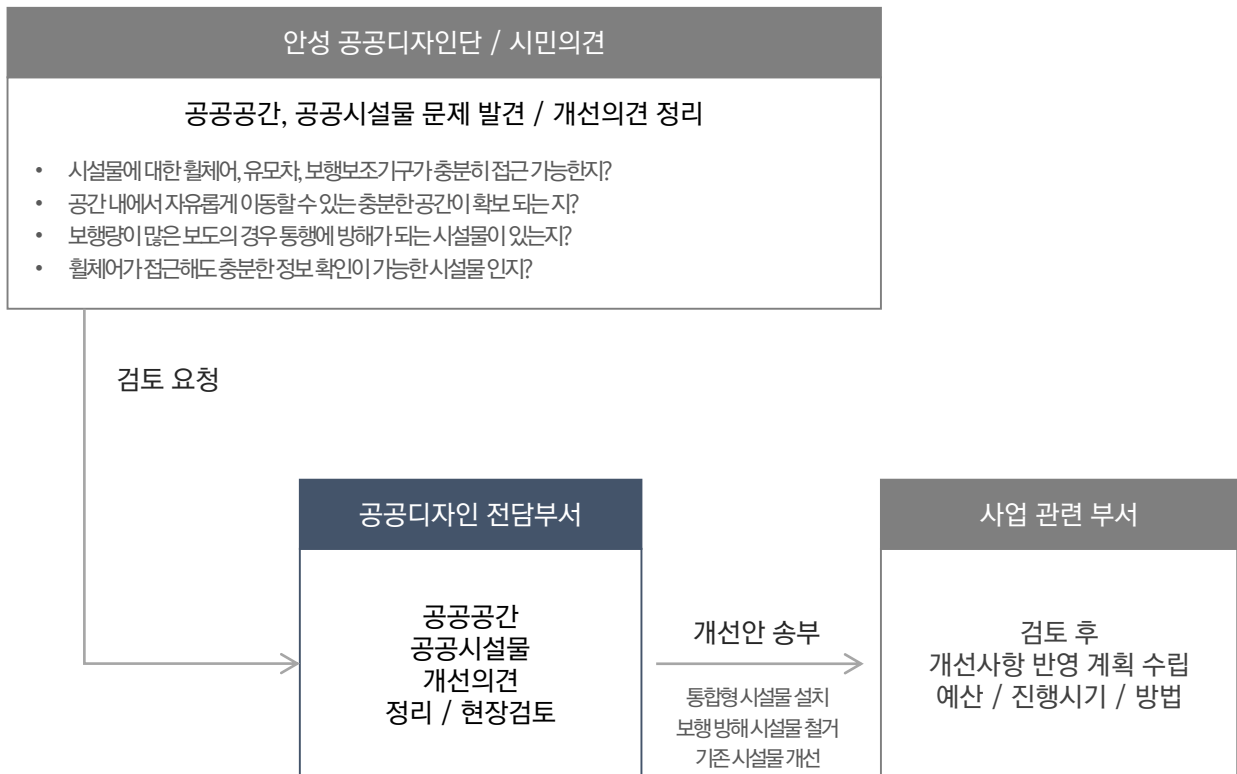 안성 공공디자인단 / 시민의견
공공공간, 공공시설물 문제 발견 / 개선의견 정리
• 시설물에 대한 휠체어, 유모차, 보행보조기구가 충분히 접근 가능한지?
• 공간 내에서 자유롭게 이동할 수 있는 충분한 공간이 확보 되는 지?
• 보행량이 많은 보도의 경우 통행에 방해가 되는 시설물이 있는지?
• 휠체어가 접근해도 충분한 정보 확인이 가능한 시설물 인지?
검토 요청
공공디자인 전담부서
공공공간
공공시설물
개선의견
정리 / 현장검토
개선안 송부
통합형 시설물 설치
보행 방해 시설물 철거
기존 시설물 개선
사업 관련 부서
검토 후
개선사항 반영 계획 수립
예산 / 진행시기 / 방법